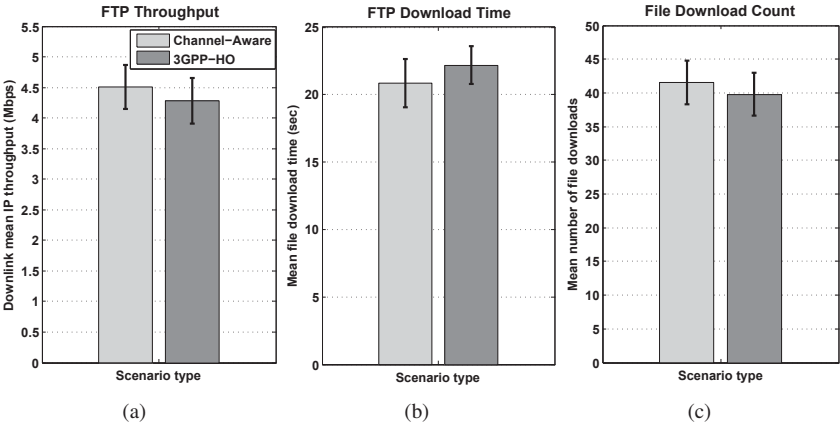 FTP Throughput
Downlink mean IP throughput (Mbps)
5.5
5
4.5
4
3.5
3
2.5
2
1.5
1
0.5
0
Channel−Aware
3GPP−HO
Scenario type
(a)
FTP Download Time
Mean file download time (sec)
25
20
15
10
5
0
Scenario type
(b)
File Download Count
Mean number of file downloads
50
45
40
35
30
25
20
15
10
5
0
Scenario type
(c)